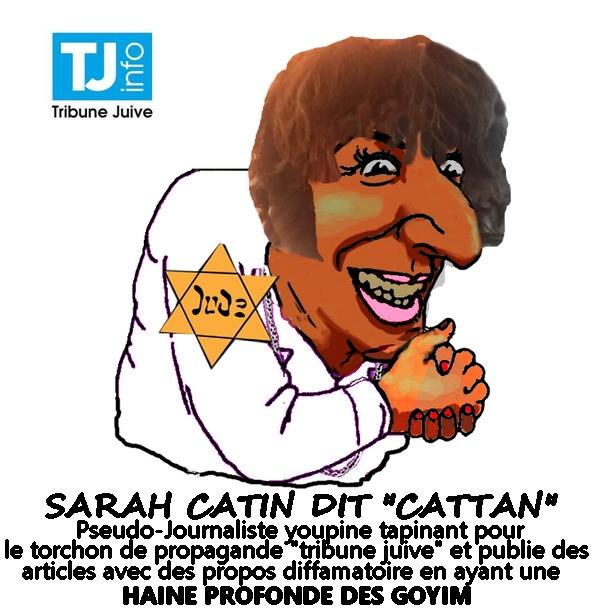 TJ
info
Tribune Juive
Jude
SARAH CATIN DIT "CATTAN"
Pseudo-Journaliste youpine tapinant pour
le torchon de propagande "tribune juive" et publie des
articles avec des propos diffamatoire en ayant une
HAINE PROFONDE DES GOYIM